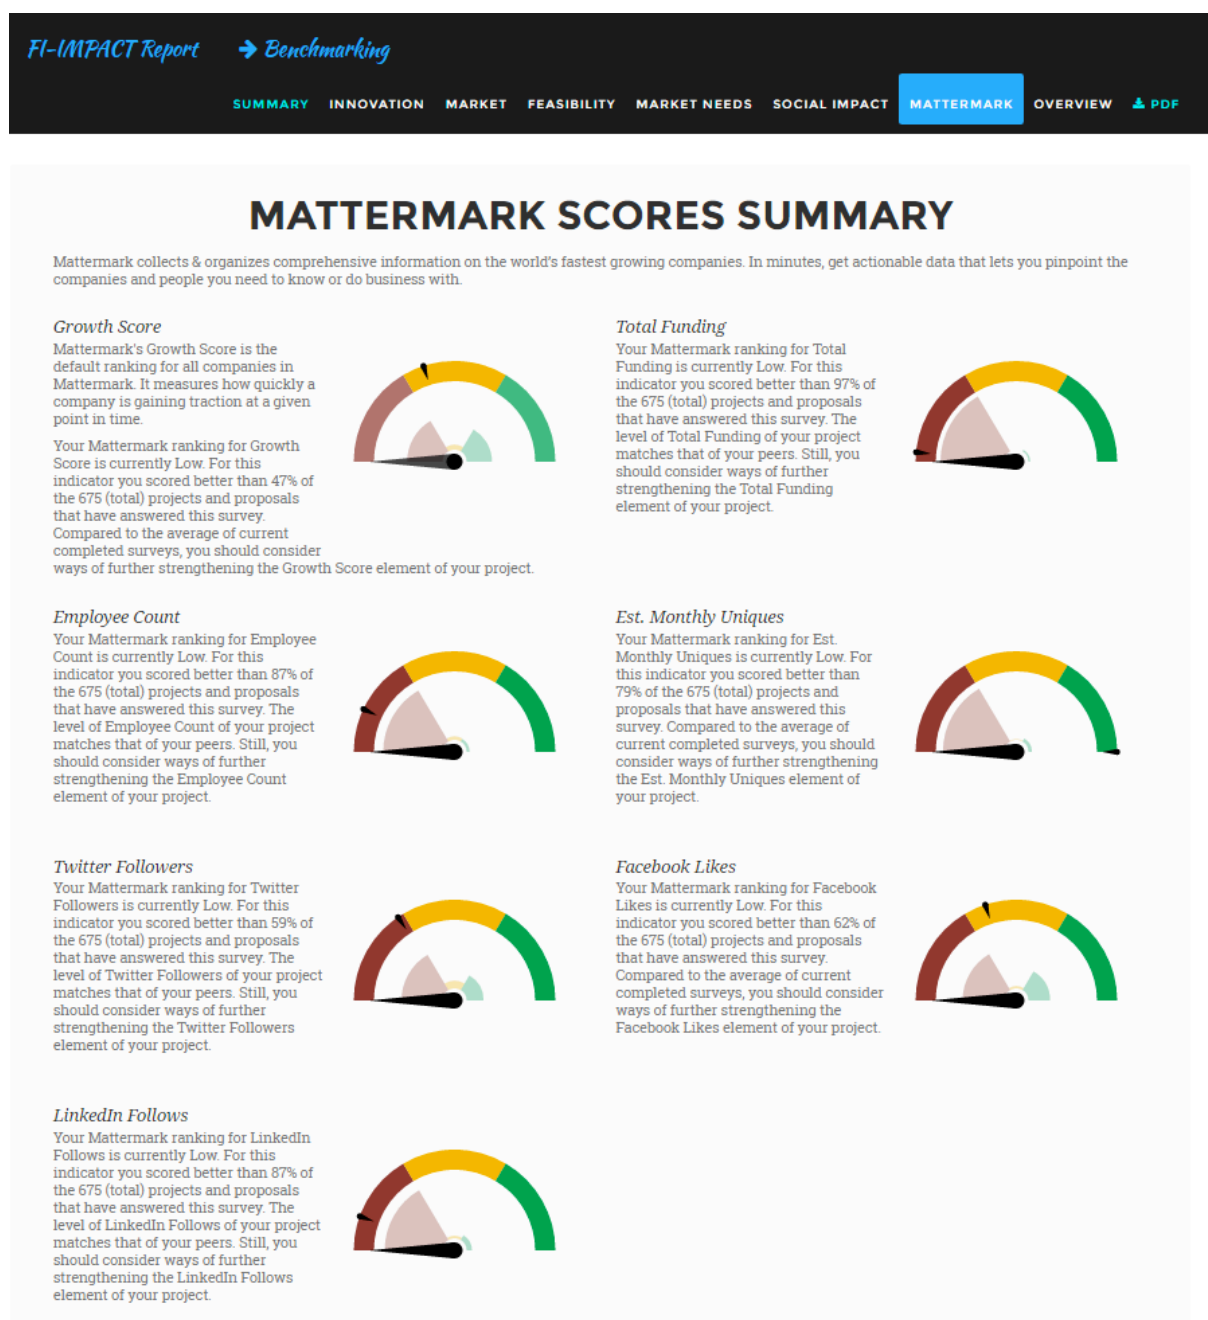 FI-IMPACT Report
Benchmarking
SUMMARY INNOVATION MARKET FEASIBILITY MARKET NEEDS SOCIAL IMPACT MATTERMARK OVERVIEW PDF
MATTERMARK SCORES SUMMARY
Mattermark collects & organizes comprehensive information on the world's fastest growing companies. In minutes, get actionable data that lets you pinpoint the
companies and people you need to know or do business with.
Growth Score
Mattermark's Growth Score is the
default ranking for all companies in
Mattermark. It measures how quickly a
company is gaining traction at a given
point in time.
Your Mattermark ranking for Growth
Score is currently Low. For this
indicator you scored better than 47% of
the 675 (total) projects and proposals
that have answered this survey.
Compared to the average of current
completed surveys, you should consider
ways of further strengthening the Growth Score element of your project.
Total Funding
Your Mattermark ranking for Total
Funding is currently Low. For this
indicator you scored better than 97% of
the 675 (total) projects and proposals
that have answered this survey. The
level of Total Funding of your project
matches that of your peers. Still, you
should consider ways of further
strengthening the Total Funding
element of your project.
Employee Count
Your Mattermark ranking for Employee
Count is currently Low. For this
indicator you scored better than 87% of
the 675 (total) projects and proposals
that have answered this survey. The
level of Employee Count of your project
matches that of your peers. Still, you
should consider ways of further
strengthening the Employee Count
element of your project.
Est. Monthly Uniques
Your Mattermark ranking for Est.
Monthly Uniques is currently Low. For
this indicator you scored better than
79% of the 675 (total) projects and
proposals that have answered this
survey. Compared to the average of
current completed surveys, you should
consider ways of further strengthening
the Est. Monthly Uniques element of
your project.
Twitter Followers
Your Mattermark ranking for Twitter
Followers is currently Low. For this
indicator you scored better than 59% of
the 675 (total) projects and proposals
that have answered this survey. The
level of Twitter Followers of your project
matches that of your peers. Still, you
should consider ways of further
strengthening the Twitter Followers
element of your project.
Facebook Likes
Your Mattermark ranking for Facebook
Likes is currently Low. For this
indicator you scored better than 62% of
the 675 (total) projects and proposals
that have answered this survey.
Compared to the average of current
completed surveys, you should consider
ways of further strengthening the
Facebook Likes element of your project.
LinkedIn Follows
Your Mattermark ranking for LinkedIn
Follows is currently Low. For this
indicator you scored better than 87% of
the 675 (total) projects and proposals
that have answered this survey. The
level of LinkedIn Follows of your project
matches that of your peers. Still, you
should consider ways of further
strengthening the LinkedIn Follows
element of your project.